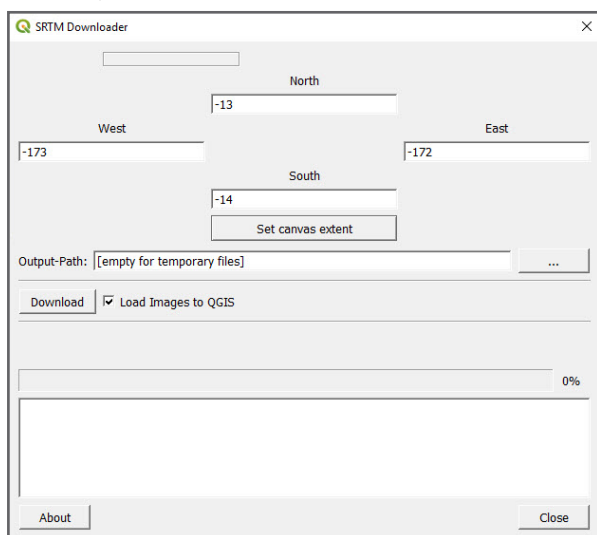 SRTM Downloader
North
-13
West
East
-173
-172
South
-14
Set canvas extent
Output-Path: [empty for temporary files] ...
Download Load Images to QGIS
0%
About Close